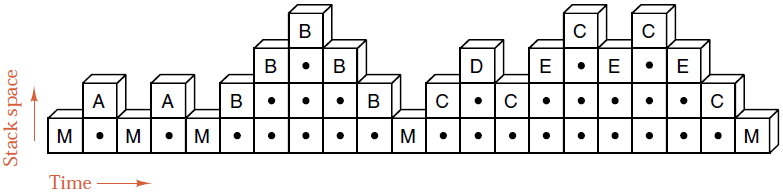 B C C
B • B D E • E • E
A A B • • • B C • C • • • • • C
M • M • M • • • • • M • • • • • • • • • M
Stack space
Time